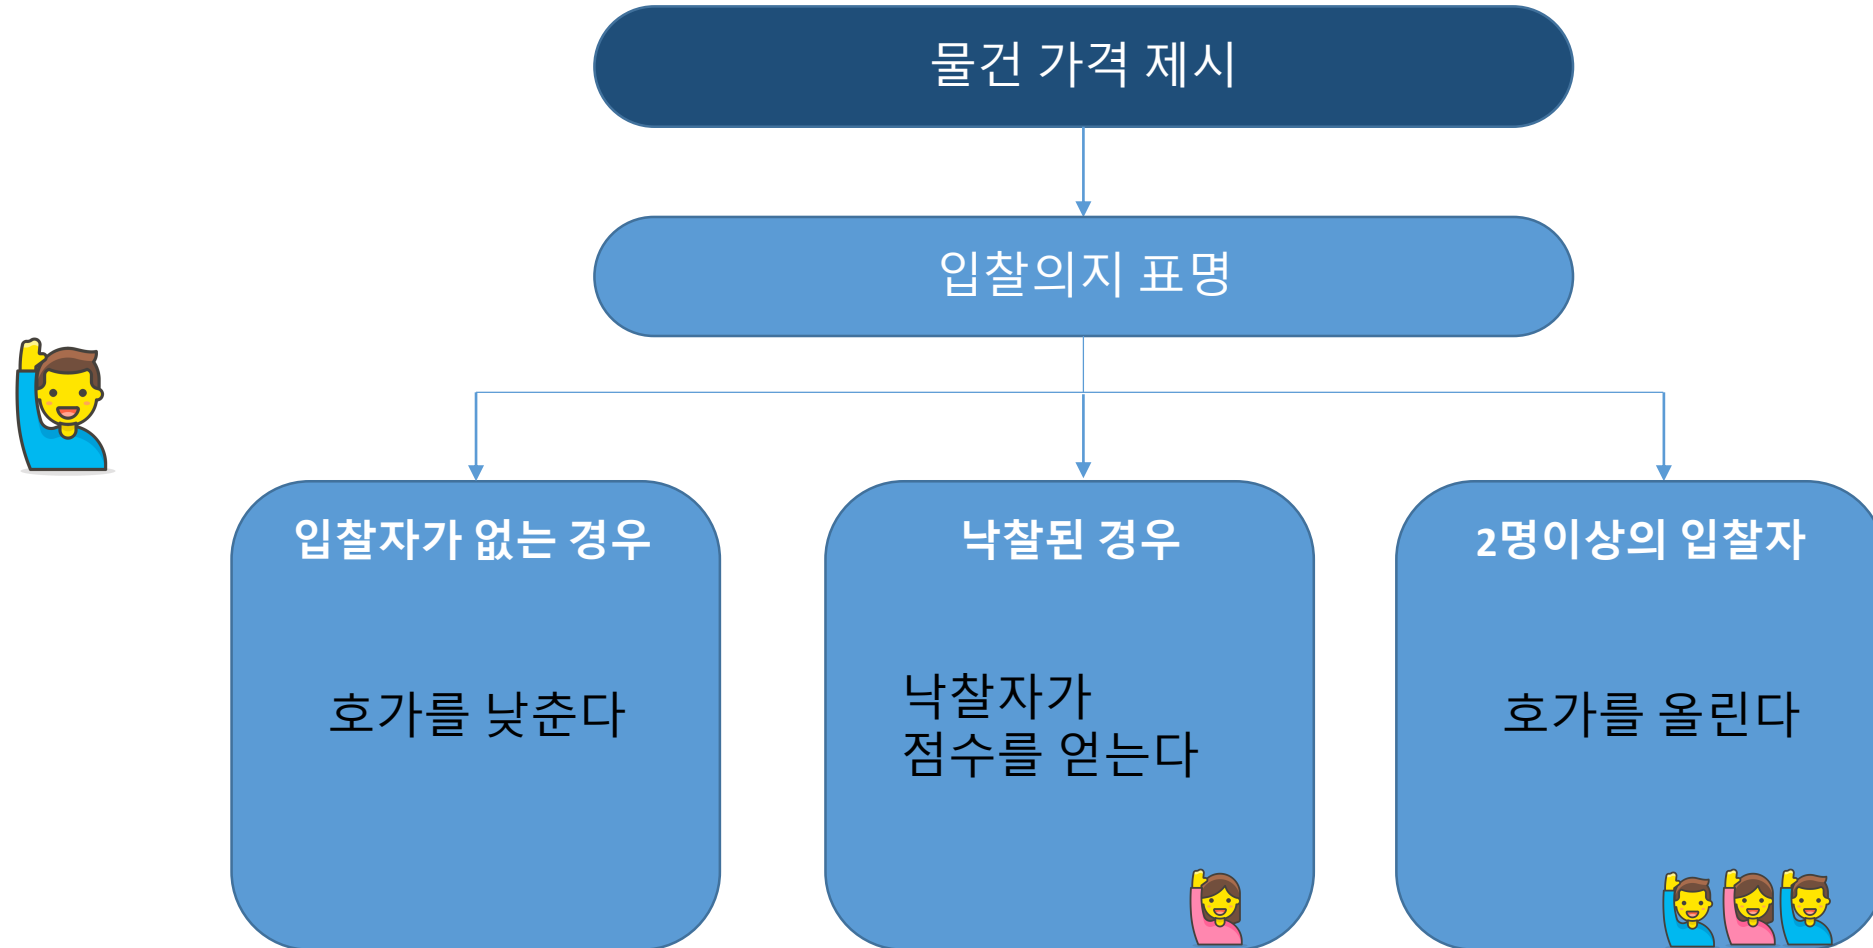 물건 가격 제시
입찰의지 표명
입찰자가 없는 경우
호가를 낮춘다
낙찰된 경우
낙찰자가
점수를 얻는다
2명이상의 입찰자
호가를 올린다